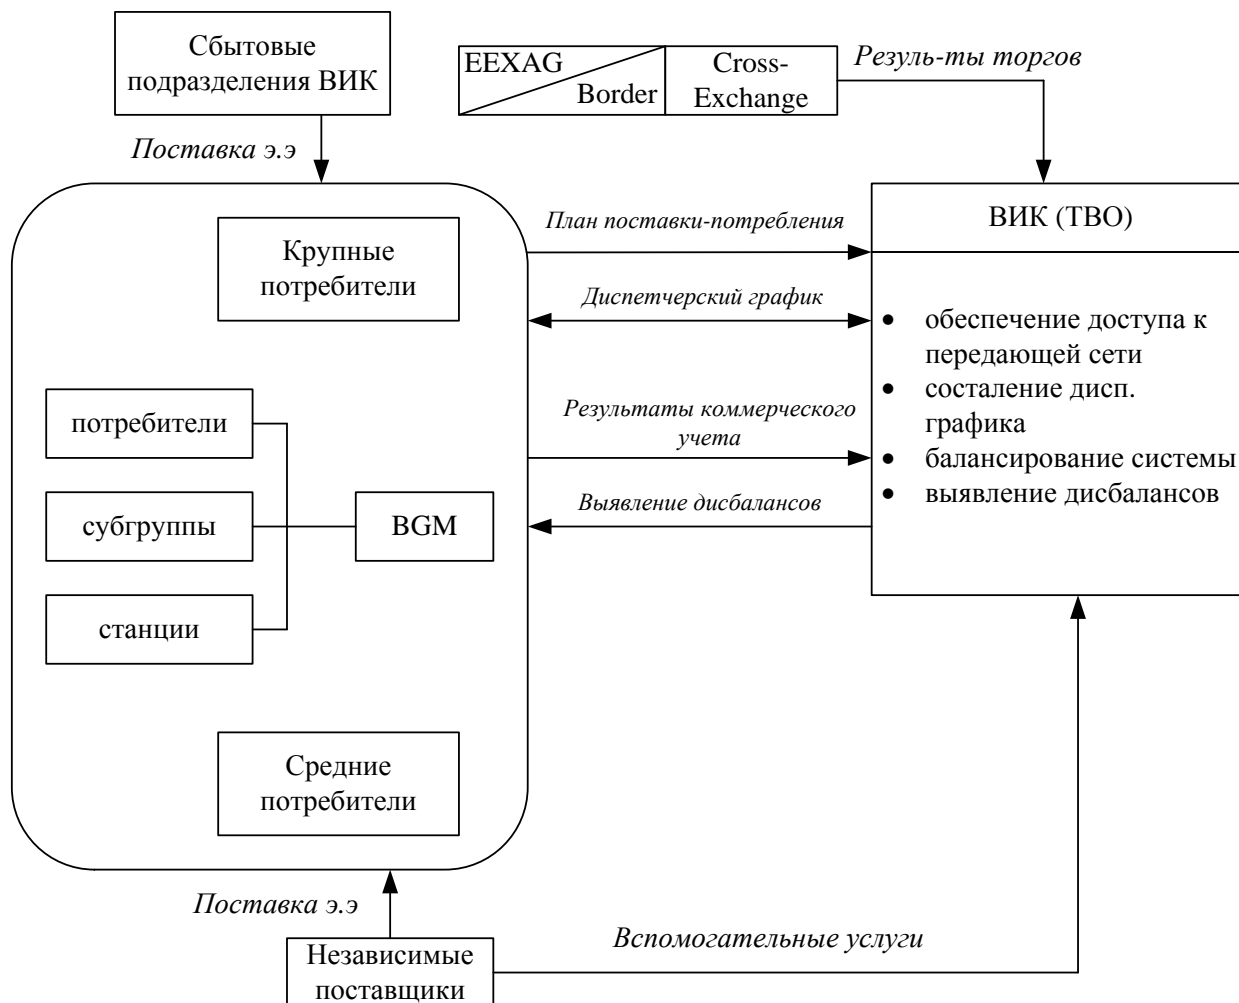 Сбытовые
подразделения ВИК
EEXAG
Border
Cross-
Exchange
Резуль-ты торгов
Поставка э.э
ВИК (ТВО)
План поставки-потребления
Крупные
потребители
Диспетчерский график
• обеспечение доступа к
передающей сети
• состаление дисп.
графика
• балансирование системы
• выявление дисбалансов
потребители
Результаты коммерческого
учета
субгруппы
BGM
Выявление дисбалансов
станции
Средние
потребители
Поставка э.э
Независимые
поставщики
Вспомогательные услуги